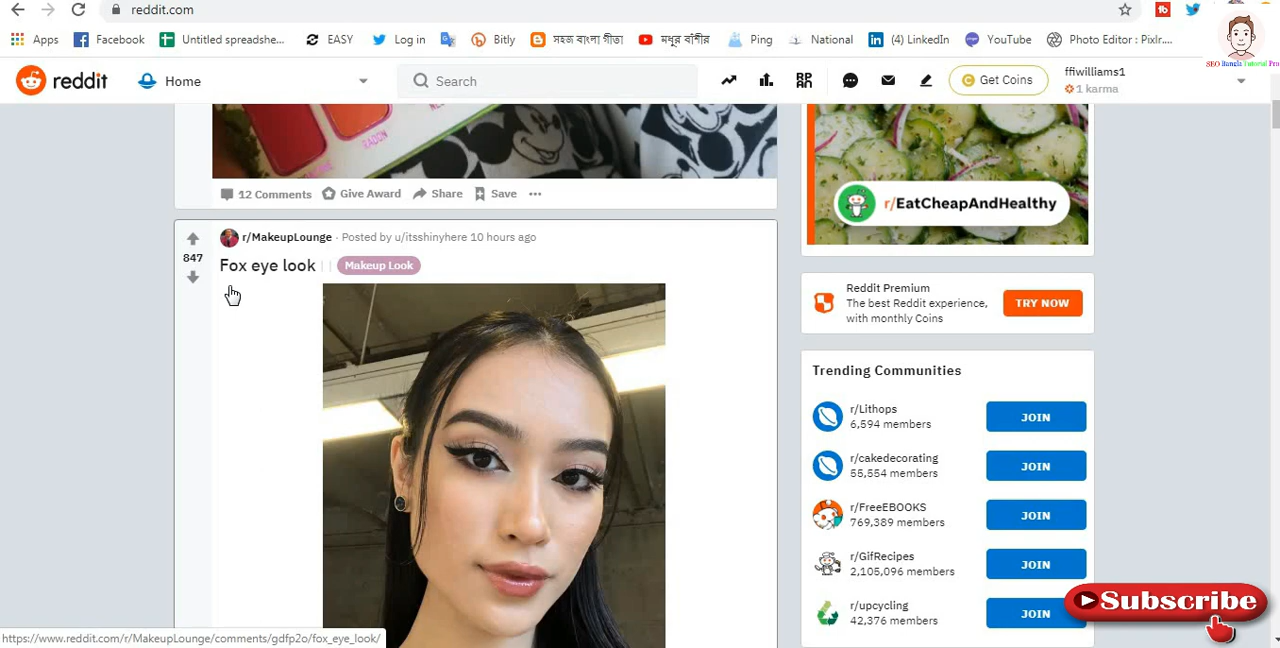 reddit.com
Apps Facebook Untitled spreadshe... EASY Log in Bitly সহজ বাংলা গীতা মধুর বাঁশীর Ping National (4) LinkedIn YouTube Photo Editor : Pixlr...
SEO Bangla Tutorial Pro
reddit Home Search Get Coins ffiwilliams1
1 karma
RADON
12 Comments Give Award Share Save
r/EatCheapAndHealthy
r/MakeupLounge · Posted by u/itsshinyhere 10 hours ago
847
Fox eye look | | Makeup Look
Reddit Premium
The best Reddit experience,
with monthly Coins
TRY NOW
Trending Communities
r/Lithops
6,594 members
JOIN
r/cakedecorating
55,554 members
JOIN
r/FreeEBOOKS
769,389 members
JOIN
r/GifRecipes
2,105,096 members
JOIN
r/upcycling
42,376 members
JOIN
Subscribe
https://www.reddit.com/r/MakeupLounge/comments/gdfp2o/fox_eye_look/